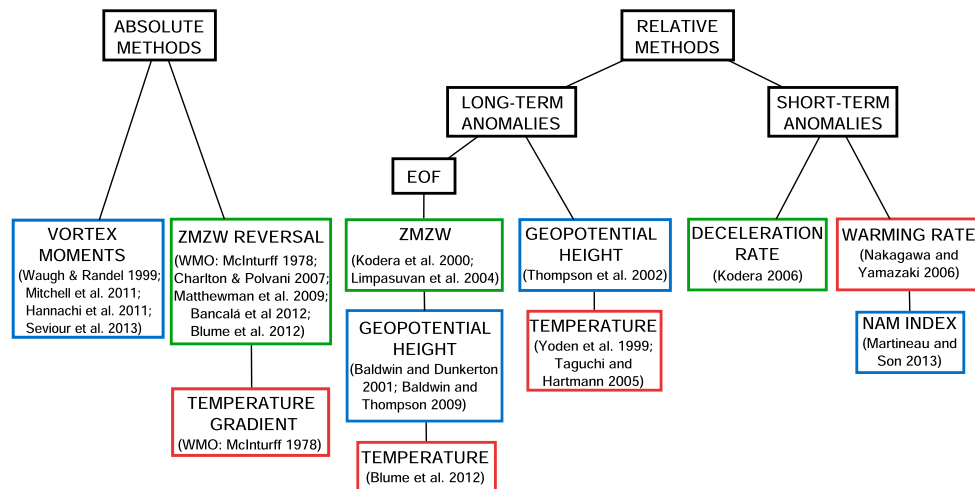 ABSOLUTE
METHODS
RELATIVE
METHODS
LONG-TERM
ANOMALIES
SHORT-TERM
ANOMALIES
EOF
VORTEX
MOMENTS
(Waugh & Randel 1999;
Mitchell et al. 2011;
Hannachi et al. 2011;
Seviour et al. 2013)
ZMZW REVERSAL
(WMO: McInturff 1978;
Charlton & Polvani 2007;
Matthewman et al. 2009;
Bancalá et al 2012;
Blume et al. 2012)
TEMPERATURE
GRADIENT
(WMO: McInturff 1978)
ZMZW
(Kodera et al. 2000;
Limpasuvan et al. 2004)
GEOPOTENTIAL
HEIGHT
(Baldwin and Dunkerton
2001; Baldwin and
Thompson 2009)
TEMPERATURE
(Blume et al. 2012)
GEOPOTENTIAL
HEIGHT
(Thompson et al. 2002)
TEMPERATURE
(Yoden et al. 1999;
Taguchi and
Hartmann 2005)
DECELERATION
RATE
(Kodera 2006)
WARMING RATE
(Nakagawa and
Yamazaki 2006)
NAM INDEX
(Martineau and
Son 2013)